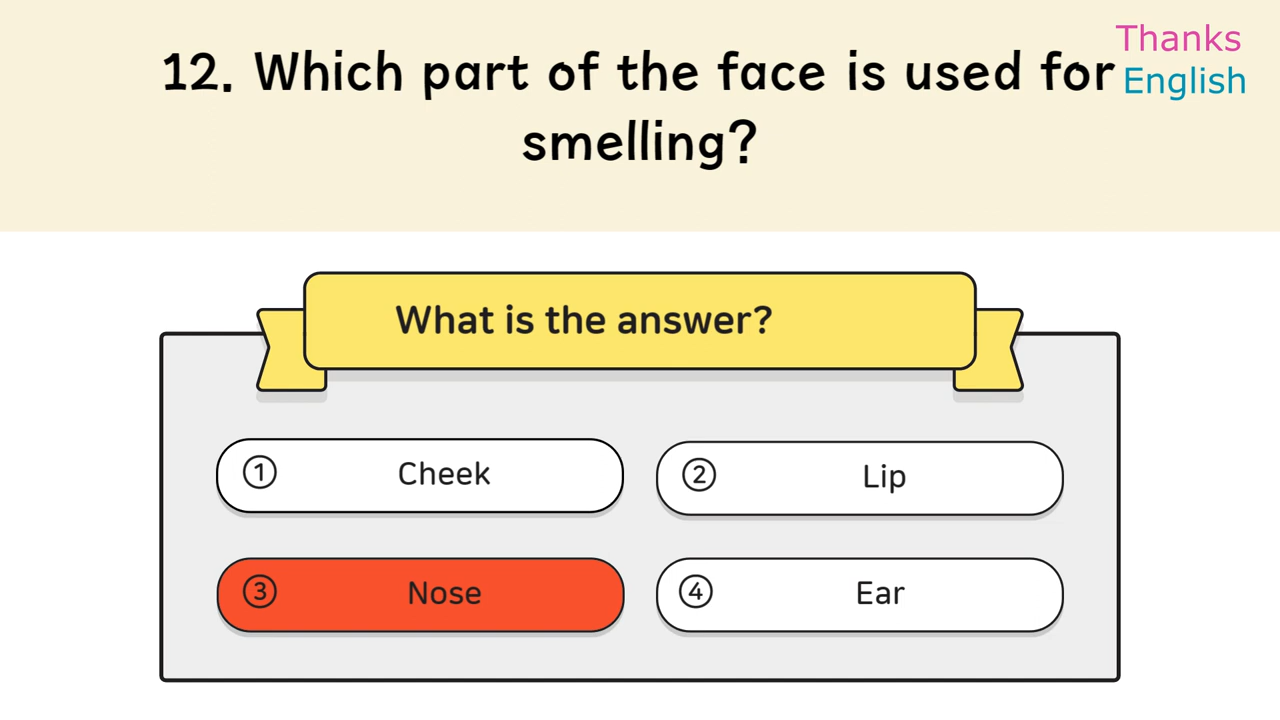 12. Which part of the face is used for
smelling?
Thanks
English
What is the answer?
① Cheek
② Lip
③ Nose
④ Ear